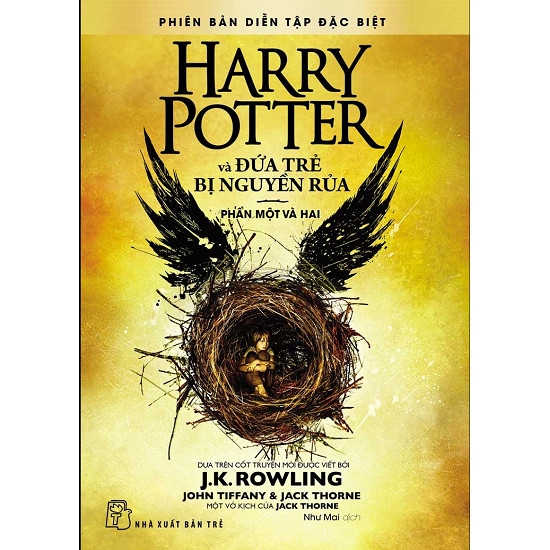 PHIÊN BẢN DIỄN TẬP ĐẶC BIỆT
HARRY
POTTER
và ĐỨA TRẺ
BỊ NGUYỀN RỦA
PHẦN MỘT VÀ HAI
DỰA TRÊN CỐT TRUYỆN MỚI ĐƯỢC VIẾT BỞI
J.K. ROWLING
JOHN TIFFANY & JACK THORNE
MỘT VỞ KỊCH CỦA JACK THORNE
Như Mai dịch
NHÀ XUẤT BẢN TRẺ